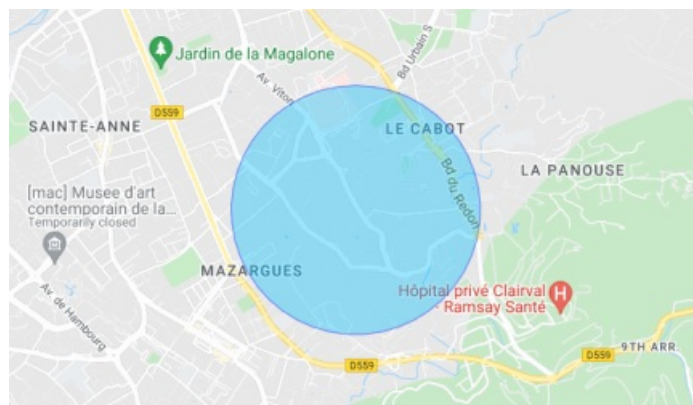 Jardin de la Magalone
Bd Urbain S
Av. Viton
D559
SAINTE-ANNE
LE CABOT
LA PANOUSE
Bd du Redon
[mac] Musee d'art
contemporain de la...
Temporarily closed
MAZARGUES
Av. de Hambourg
Hôpital privé Clairval
- Ramsay Santé
H
9TH ARR.
D559
D559